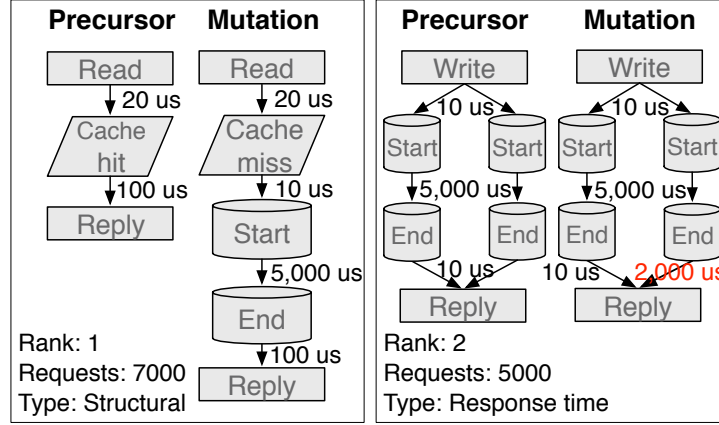 Precursor Mutation
Read Read
20 us 20 us
Cache hit
Cache miss
100 us
10 us
Reply
Start
5,000 us
End
100 us
Reply
Rank: 1
Requests: 7000
Type: Structural
Precursor Mutation
Write Write
10 us 10 us
Start Start Start Start
5,000 us 5,000 us
End End End End
10 us 10 us 2,000 us
Reply Reply
Rank: 2
Requests: 5000
Type: Response time